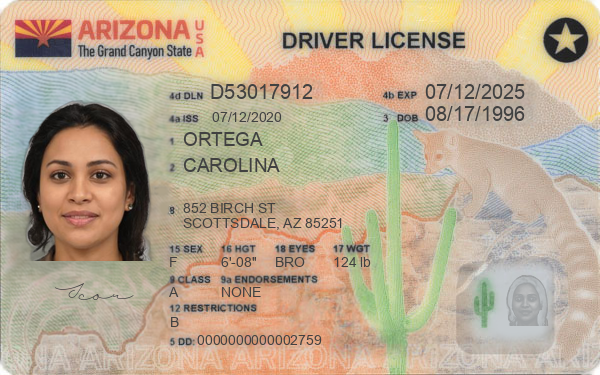 ARIZONA USA
The Grand Canyon State
DRIVER LICENSE
4d DLN D53017912
4b EXP 07/12/2025
4a ISS 07/12/2020
3 DOB 08/17/1996
1 ORTEGA
2 CAROLINA
8 852 BIRCH ST
SCOTTSDALE, AZ 85251
15 SEX 16 HGT 18 EYES 17 WGT
F 6'-08" BRO 124 lb
9 CLASS 9a ENDORSEMENTS
A NONE
12 RESTRICTIONS
B
5 DD: 0000000000002759
ARIZONA ARIZONA ARIZONA ARIZONA